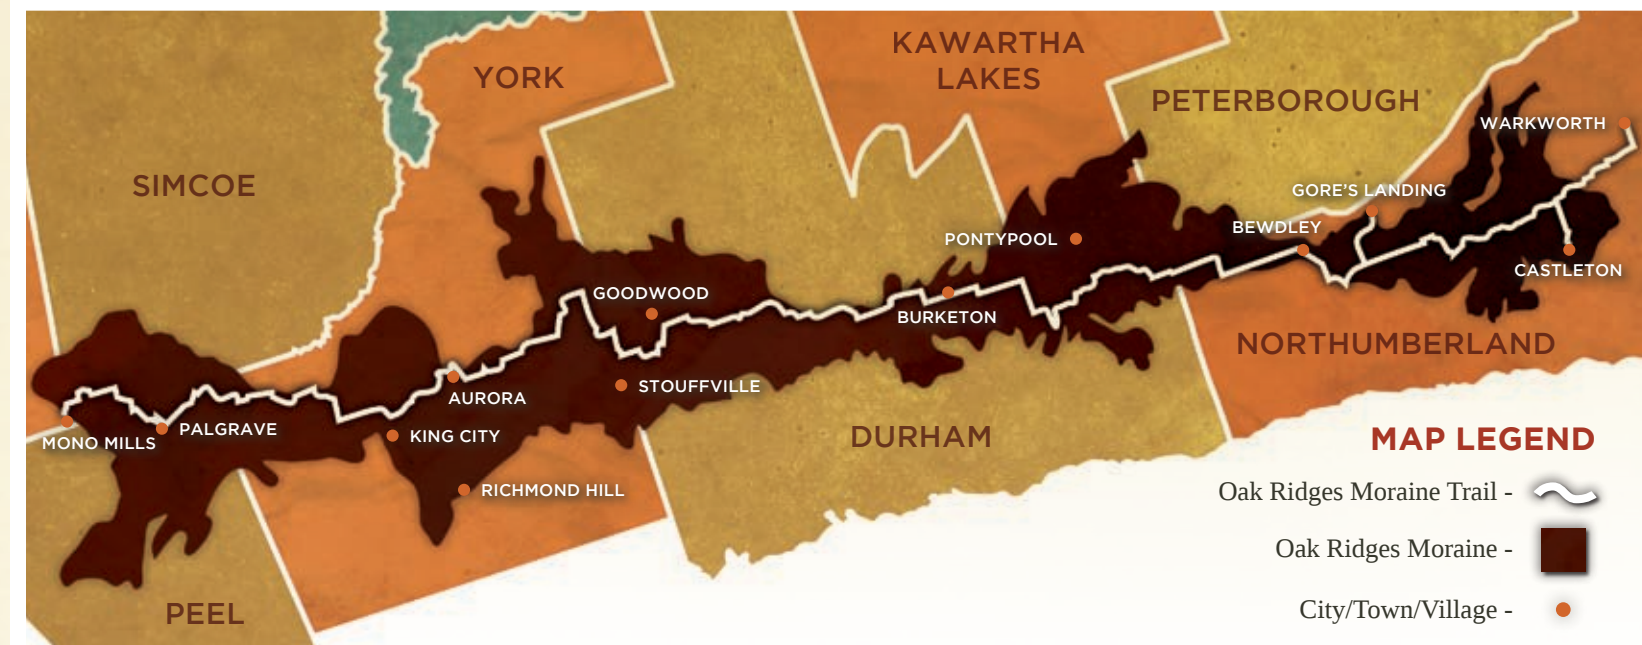 KAWARTHA
LAKES
YORK
PETERBOROUGH
WARKWORTH
SIMCOE
GORE'S LANDING
BEWDLEY
PONTYPOOL
CASTLETON
GOODWOOD
BURKETON
NORTHUMBERLAND
STOUFFVILLE
AURORA
PALGRAVE
MONO MILLS
KING CITY
DURHAM
RICHMOND HILL
PEEL
MAP LEGEND
Oak Ridges Moraine Trail -
Oak Ridges Moraine -
City/Town/Village -